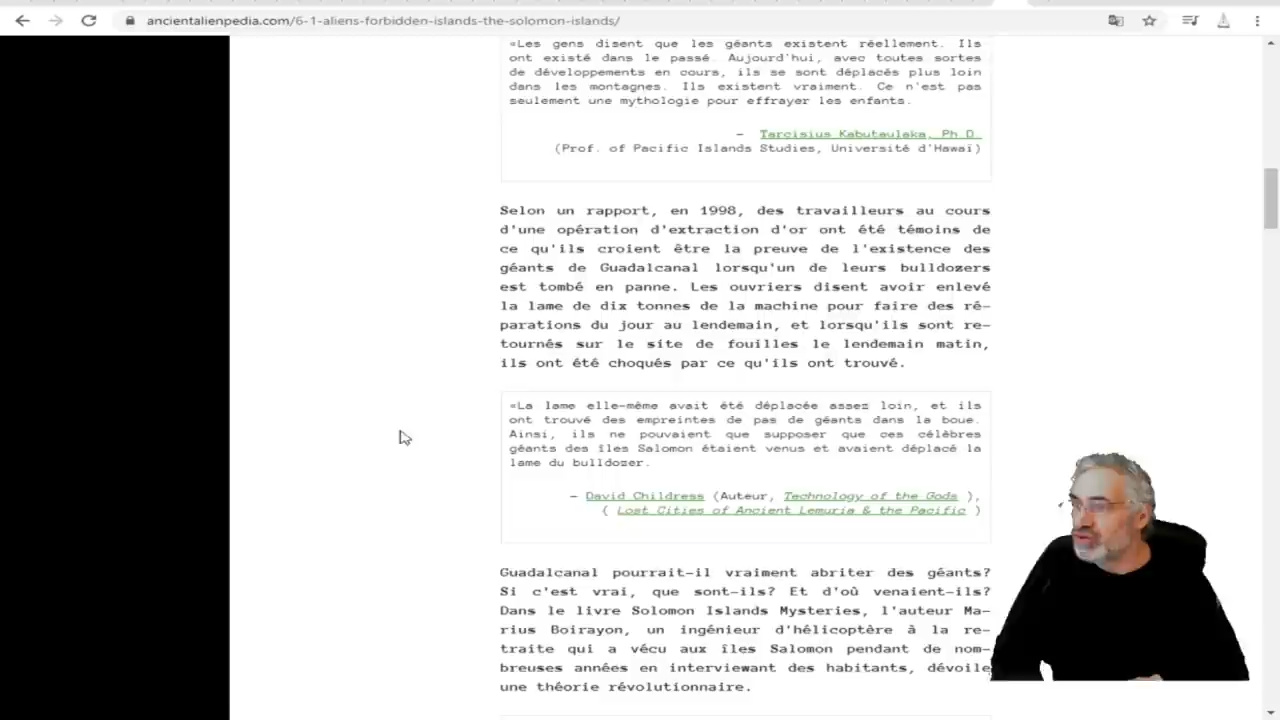 ancientalienpedia.com/6-1-aliens-forbidden-islands-the-solomon-islands/
«Les gens disent que les géants existent réellement. Ils
ont existé dans le passé. Aujourd'hui, avec toutes sortes
de développements en cours, ils se sont déplacés plus loin
dans les montagnes. Ils existent vraiment. Ce n'est pas
seulement une mythologie pour effrayer les enfants.
– Tarcisius Kabutaulaka, Ph D
(Prof. of Pacific Islands Studies, Université d'Hawaï)
Selon un rapport, en 1998, des travailleurs au cours
d'une opération d'extraction d'or ont été témoins de
ce qu'ils croient être la preuve de l'existence des
géants de Guadalcanal lorsqu'un de leurs bulldozers
est tombé en panne. Les ouvriers disent avoir enlevé
la lame de dix tonnes de la machine pour faire des ré-
parations du jour au lendemain, et lorsqu'ils sont re-
tournés sur le site de fouilles le lendemain matin,
ils ont été choqués par ce qu'ils ont trouvé.
«La lame elle-même avait été déplacée assez loin, et ils
ont trouvé des empreintes de pas de géants dans la boue.
Ainsi, ils ne pouvaient que supposer que ces célèbres
géants des îles Salomon étaient venus et avaient déplacé la
lame du bulldozer.
– David Childress (Auteur, Technology of the Gods ),
( Lost Cities of Ancient Lemuria & the Pacific )
Guadalcanal pourrait-il vraiment abriter des géants?
Si c'est vrai, que sont-ils? Et d'où venaient-ils?
Dans le livre Solomon Islands Mysteries, l'auteur Ma-
rius Boirayon, un ingénieur d'hélicoptère à la re-
traite qui a vécu aux îles Salomon pendant de nom-
breuses années en interviewant des habitants, dévoile
une théorie révolutionnaire.